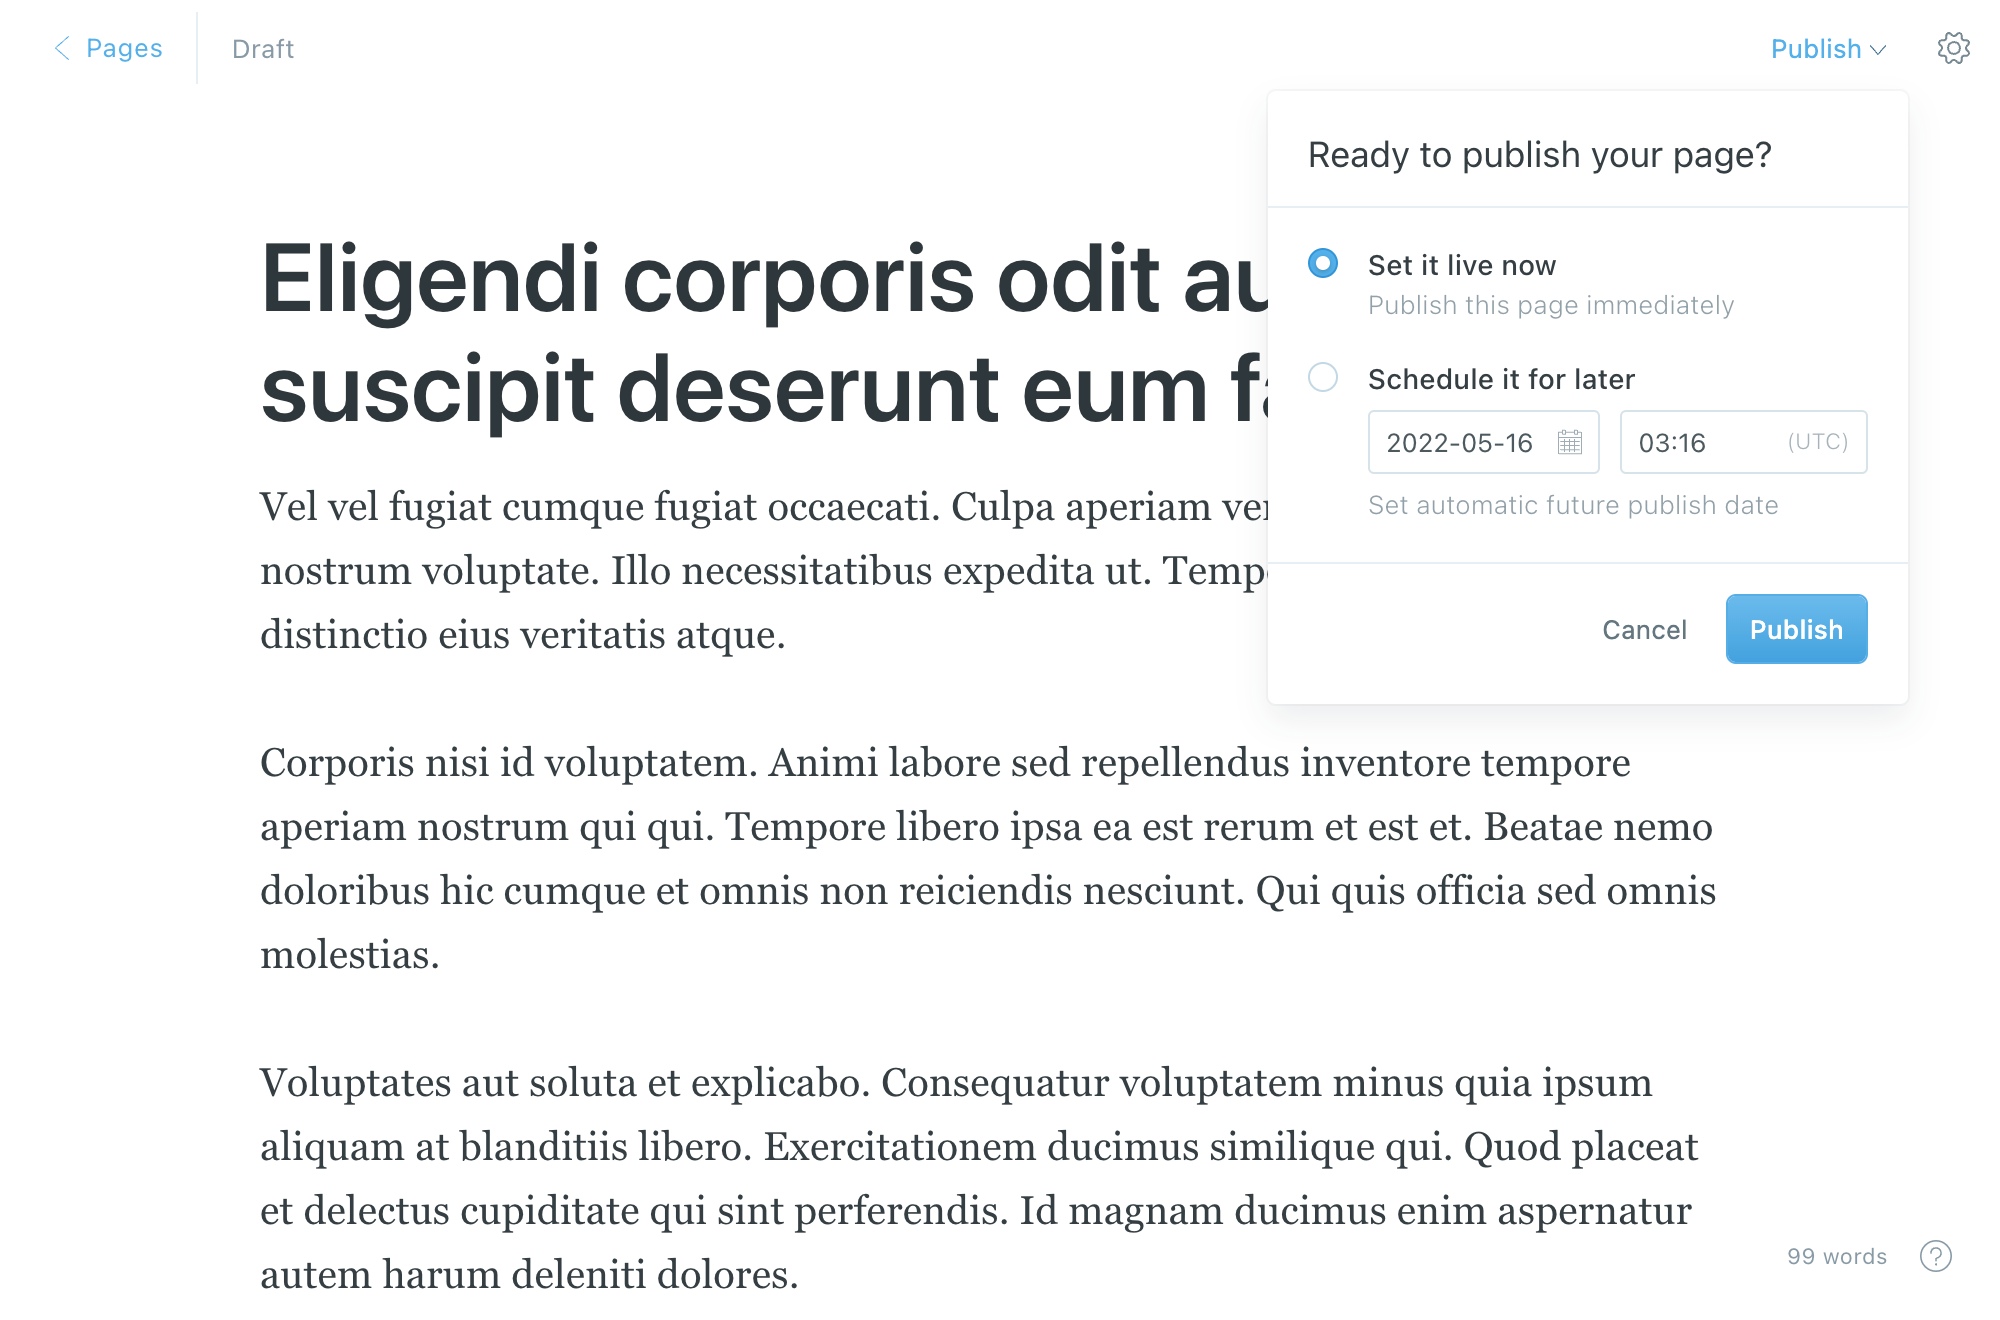 Pages
Draft
Publish
Ready to publish your page?
Set it live now
Publish this page immediately
Schedule it for later
2022-05-16
03:16
(UTC)
Set automatic future publish date
Cancel
Publish
Eligendi corporis odit
suscipit deserunt eum
Vel vel fugiat cumque fugiat occaecati. Culpa aperiam
nostrum voluptate. Illo necessitatibus expedita ut.
distinctio eius veritatis atque.
Corporis nisi id voluptatem. Animi labore sed repellendus inventore tempore
aperiam nostrum qui qui. Tempore libero ipsa ea est rerum et est et. Beatae nemo
doloribus hic cumque et omnis non reiciendis nesciunt. Qui quis officia sed omnis
molestias.
Voluptates aut soluta et explicabo. Consequatur voluptatem minus quia ipsum
aliquam at blanditiis libero. Exercitationem ducimus similique qui. Quod placeat
et delectus cupiditate qui sint perferendis. Id magnam ducimus enim aspernatur
autem harum deleniti dolores.
99 words
?